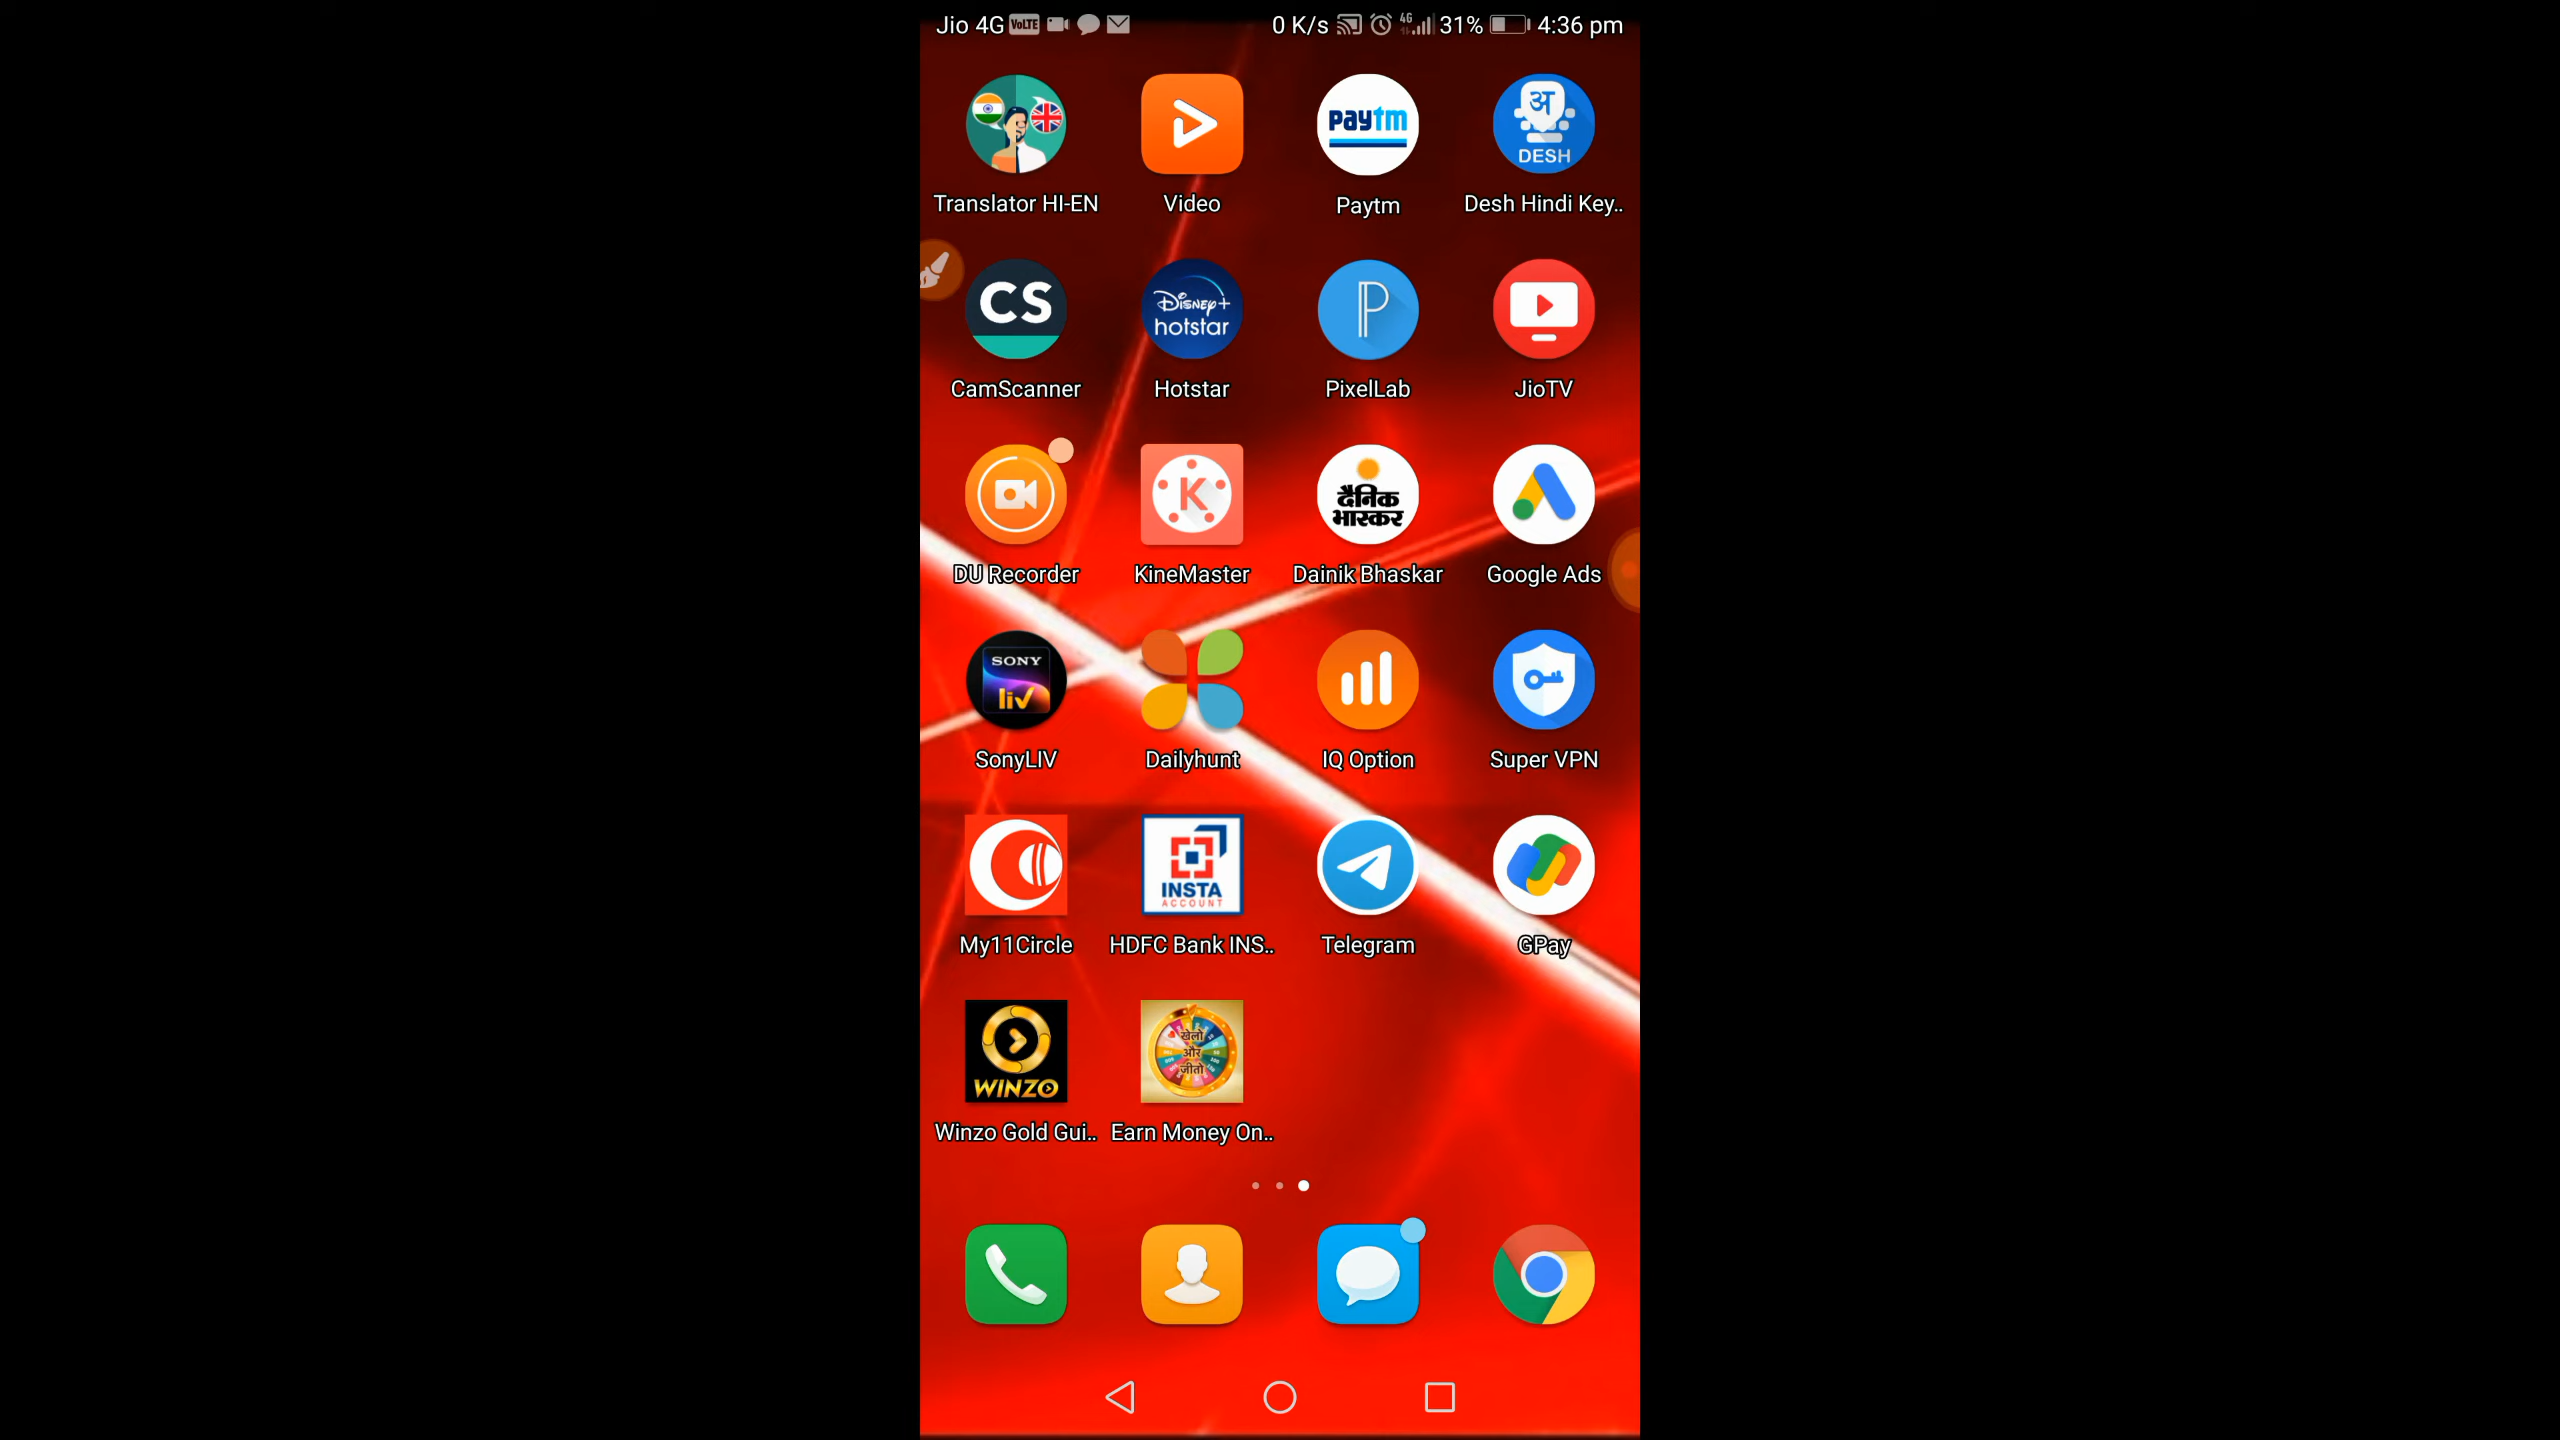 Jio 4G VoLTE 0 K/s 4G 31% 4:36 pm
paytm
अ
DESH
Translator HI-EN Video Paytm Desh Hindi Key..
CS
Disney+
hotstar
P
CamScanner Hotstar PixelLab JioTV
K
दैनिक
भास्कर
DU Recorder KineMaster Dainik Bhaskar Google Ads
SONY
liv
SonyLIV Dailyhunt IQ Option Super VPN
INSTA
ACCOUNT
My11Circle HDFC Bank INS.. Telegram GPay
खेलो
और
जीतो
WINZO
Winzo Gold Gui.. Earn Money On..